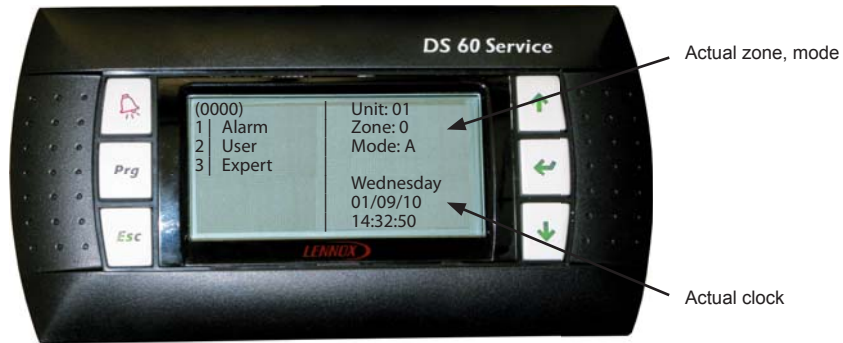 DS 60 Service
Actual zone, mode
(0000)
1 | Alarm
2 | User
3 | Expert
Unit: 01
Zone: 0
Mode: A
Wednesday
01/09/10
14:32:50
Prg
Esc
LENNOX
Actual clock